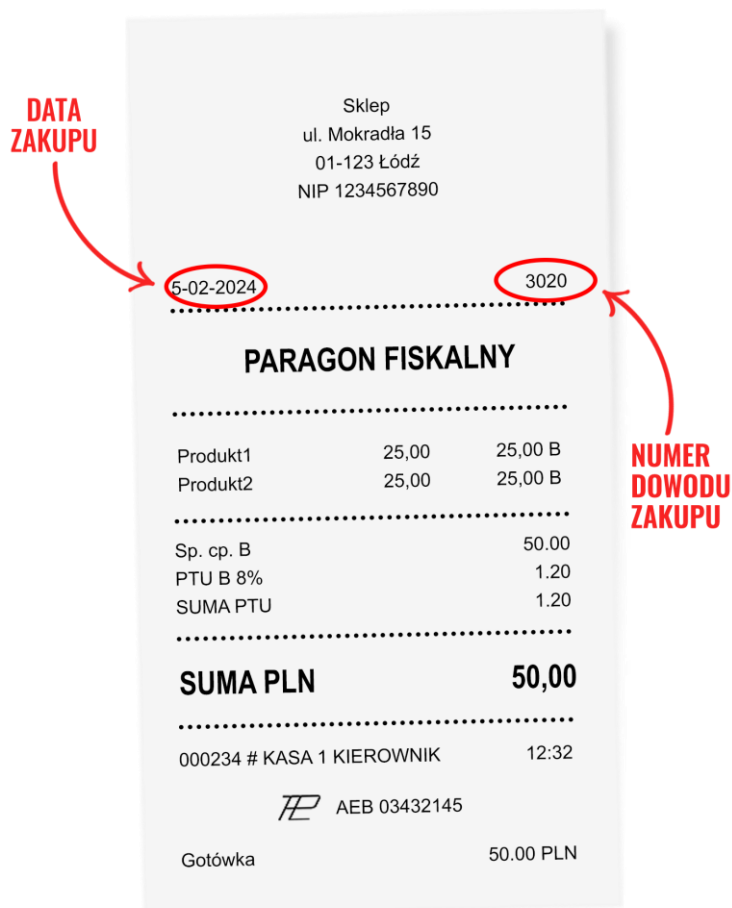 DATA
ZAKUPU
Sklep
ul. Mokradła 15
01-123 Łódź
NIP 1234567890
5-02-2024 3020
PARAGON FISKALNY
Produkt1 25,00 25,00 B
Produkt2 25,00 25,00 B
NUMER
DOWODU
ZAKUPU
Sp. cp. B 50.00
PTU B 8% 1.20
SUMA PTU 1.20
SUMA PLN 50,00
000234 # KASA 1 KIEROWNIK 12:32
AEB 03432145
Gotówka 50.00 PLN